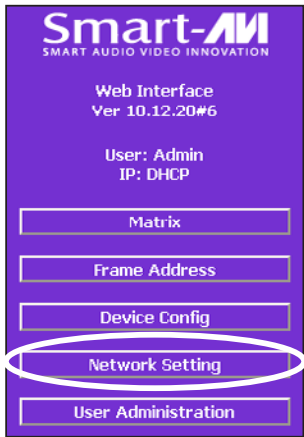 Smart-AVI
SMART AUDIO VIDEO INNOVATION
Web Interface
Ver 10.12.20#6
User: Admin
IP: DHCP
Matrix
Frame Address
Device Config
Network Setting
User Administration